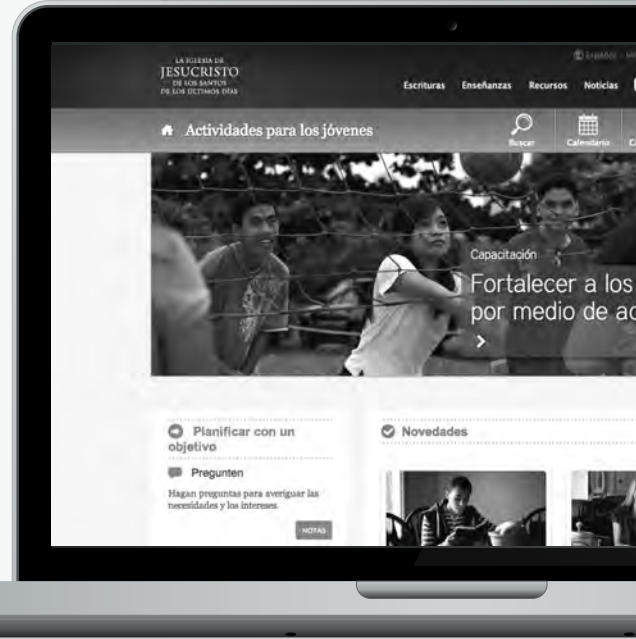 LA IGLESIA DE
JESUCRISTO
DE LOS SANTOS
DE LOS ÚLTIMOS DÍAS
Español
Escrituras Enseñanzas Recursos Noticias
Actividades para los jóvenes
Buscar Calendario
Capacitación
Fortalecer a los
por medio de ac
Planificar con un
objetivo
Pregunten
Hagan preguntas para averiguar las
necesidades y los intereses.
NOTAS
Novedades